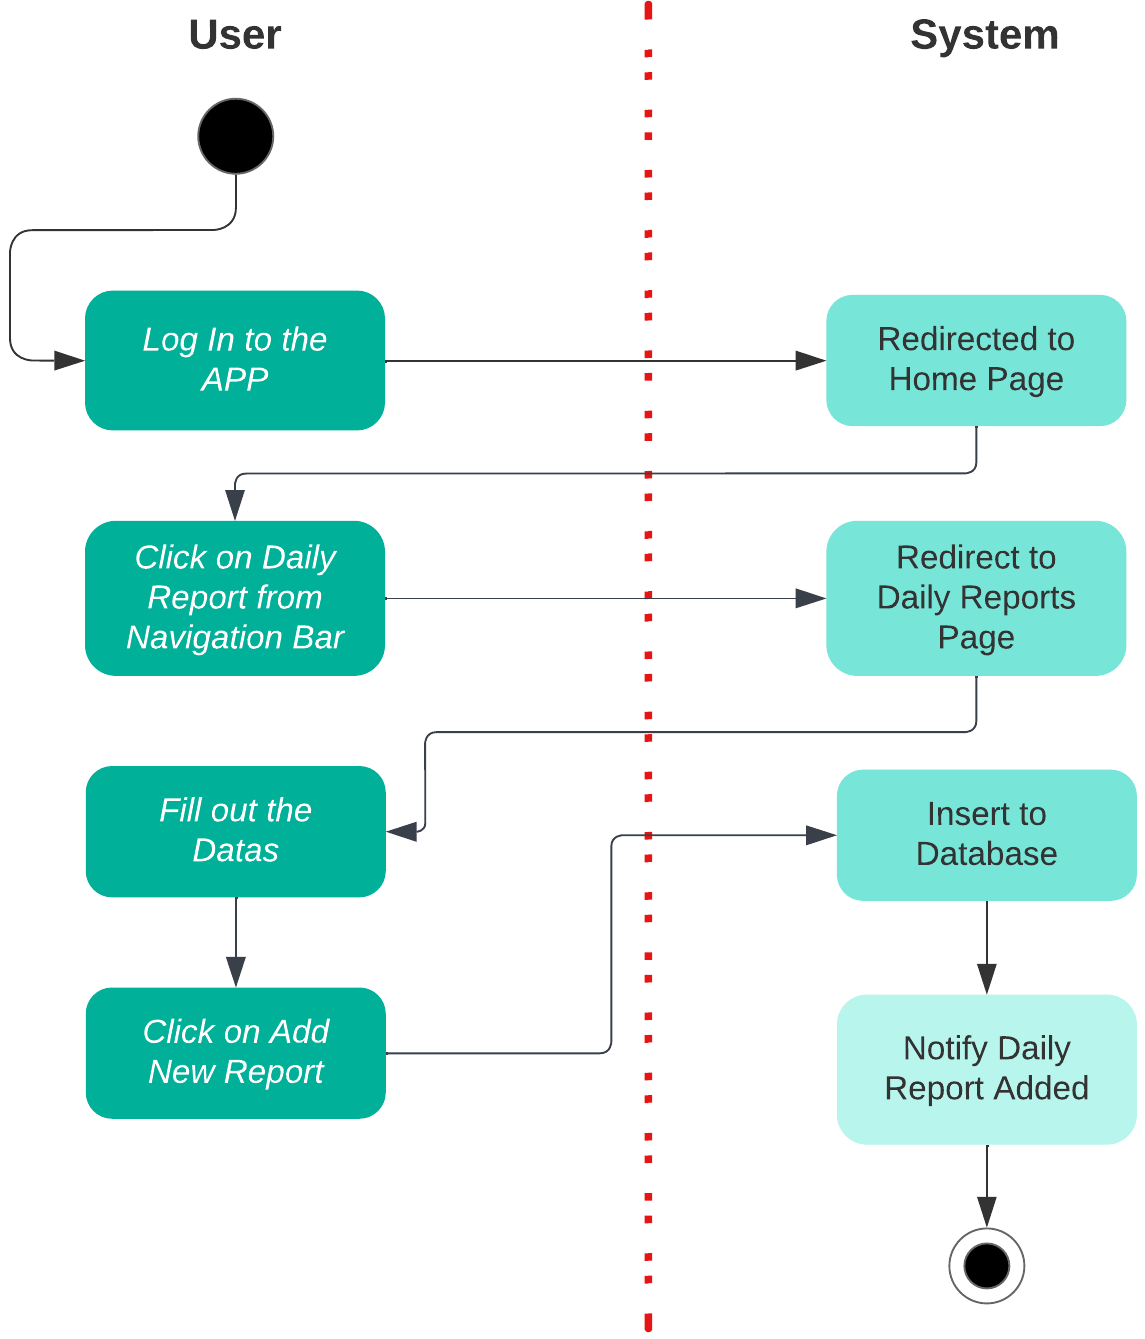 User
System
Log In to the
APP
Redirected to
Home Page
Click on Daily
Report from
Navigation Bar
Redirect to
Daily Reports
Page
Fill out the
Datas
Insert to
Database
Click on Add
New Report
Notify Daily
Report Added